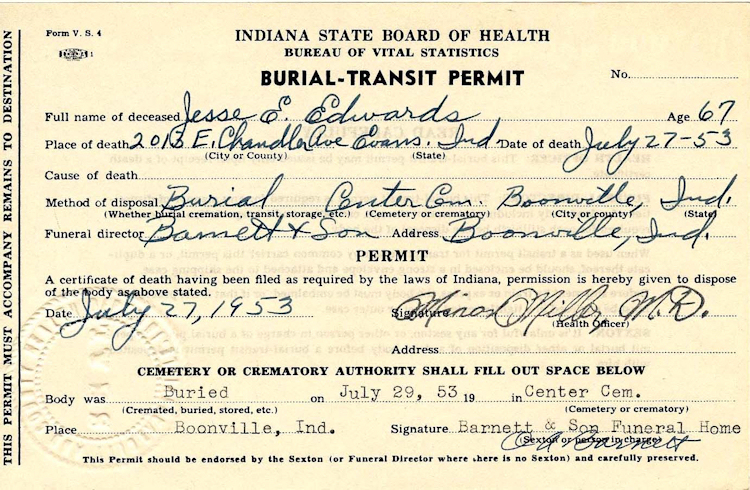 Form V. S. 4
INDIANA STATE BOARD OF HEALTH
BUREAU OF VITAL STATISTICS
BURIAL-TRANSIT PERMIT
No.
Full name of deceased Jesse E. Edwards Age 67
Place of death 2013 E. Chandler Ave Evans. Ind. Date of death July 27-53
(City or County) (State)
Cause of death
Method of disposal Burial Center Cem. Boonville, Ind.
(Whether burial cremation, transit, storage, etc.) (Cemetery or crematory) (City or county) (State)
Funeral director Barnett & Son Address Boonville, Ind.
PERMIT
A certificate of death having been filed as required by the laws of Indiana, permission is hereby given to dispose
of the body as above stated.
Date July 27, 1953 Signature Minor Miller M.D.
(Health Officer)
Address
CEMETERY OR CREMATORY AUTHORITY SHALL FILL OUT SPACE BELOW
Body was Buried on July 29, 53 19 in Center Cem.
(Cremated, buried, stored, etc.) (Cemetery or crematory)
Place Boonville, Ind. Signature Barnett & Son Funeral Home
(Sexton or person in charge)
Barnett
This Permit should be endorsed by the Sexton (or Funeral Director where there is no Sexton) and carefully preserved.
THIS PERMIT MUST ACCOMPANY REMAINS TO DESTINATION